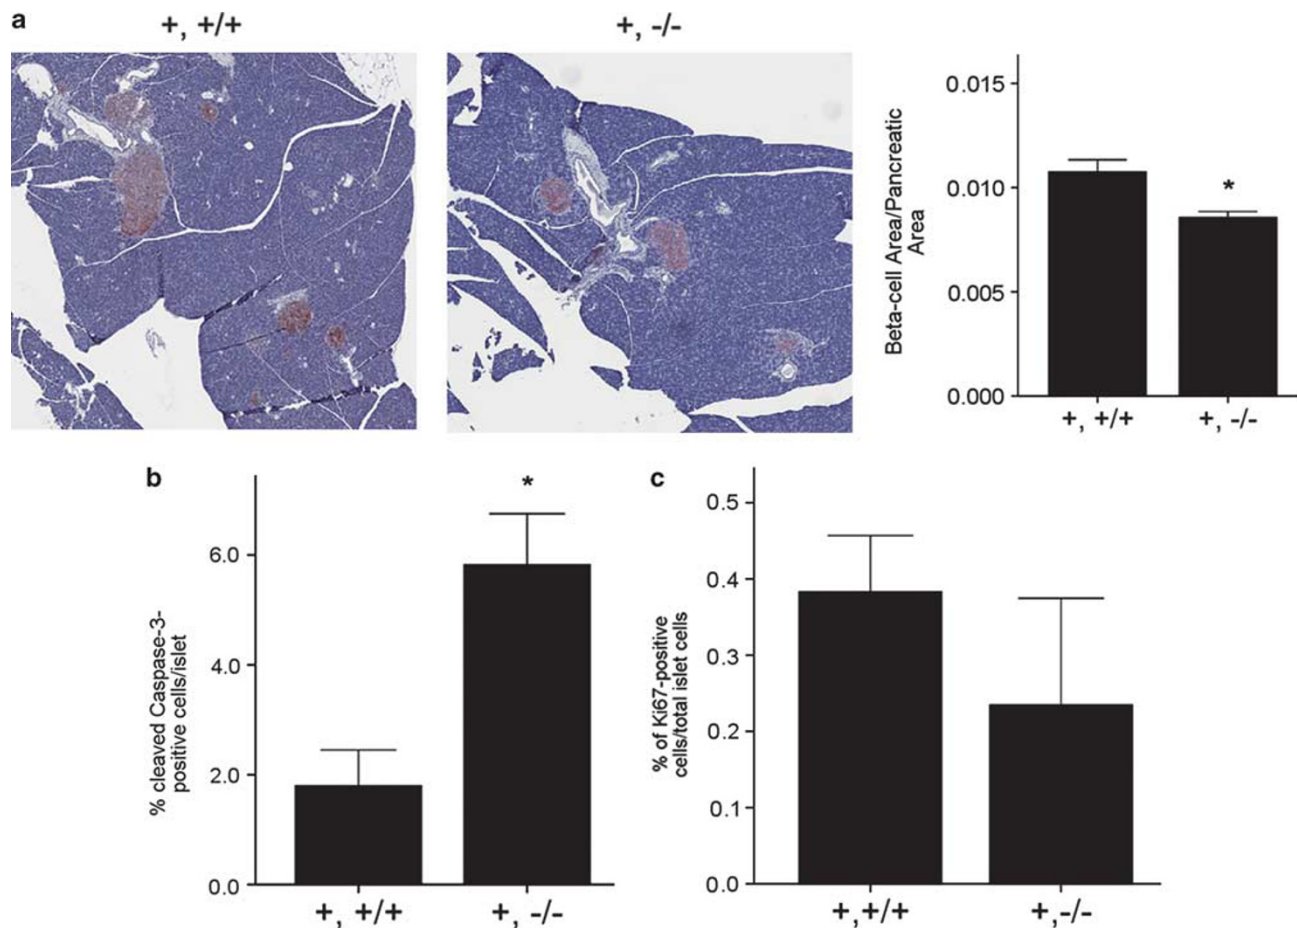 a
+, +/+
+, -/-
Beta-cell Area/Pancreatic
Area
0.015
0.010
0.005
0.000
*
+, +/+
+, -/-
b
% cleaved Caspase-3-
positive cells/islet
6.0
4.0
2.0
0.0
*
+, +/+
+, -/-
c
% of Ki67-positive
cells/total islet cells
0.5
0.4
0.3
0.2
0.1
0.0
+,+/+
+,-/-